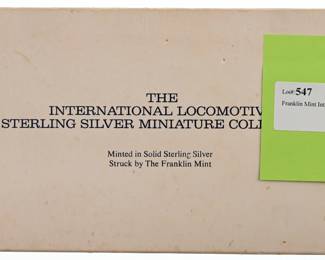 THE
INTERNATIONAL LOCOMOTIV
STERLING SILVER MINIATURE COL
Minted in Solid Sterling Silver
Struck by The Franklin Mint
Lot# 547
Franklin Mint Int